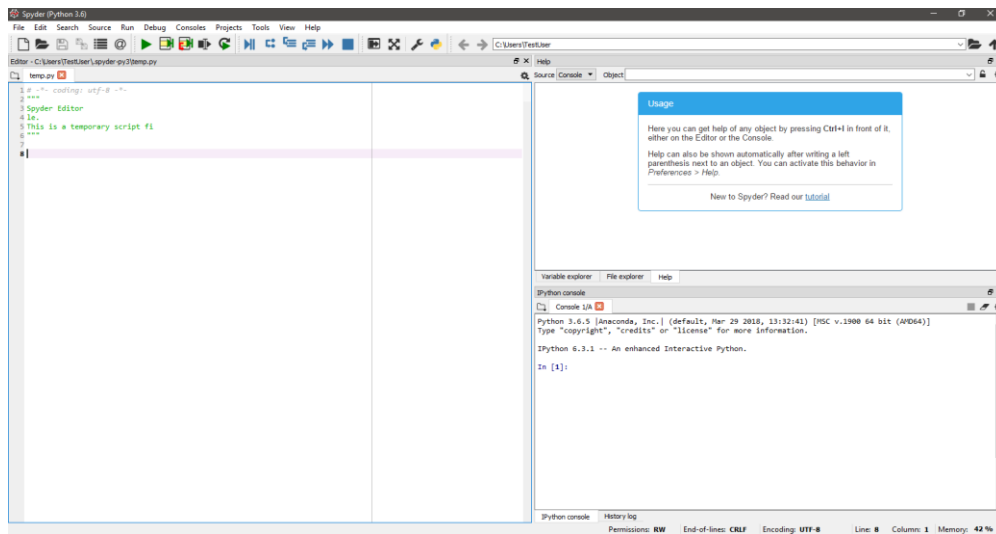 Spyder (Python 3.6)
File Edit Search Source Run Debug Consoles Projects Tools View Help
C:\Users\TestUser
Editor - C:\Users\TestUser\.spyder-py3\temp.py
temp.py
1 # -*- coding: utf-8 -*-
2 """
3 Spyder Editor
4 le.
5 This is a temporary script fi
6 """
7
8
Help
Source Console Object
Usage
Here you can get help of any object by pressing Ctrl+I in front of it,
either on the Editor or the Console.
Help can also be shown automatically after writing a left
parenthesis next to an object. You can activate this behavior in
Preferences > Help.
New to Spyder? Read our tutorial
Variable explorer File explorer Help
IPython console
Console 1/A
Python 3.6.5 |Anaconda, Inc.| (default, Mar 29 2018, 13:32:41) [MSC v.1900 64 bit (AMD64)]
Type "copyright", "credits" or "license" for more information.
IPython 6.3.1 -- An enhanced Interactive Python.
In [1]:
IPython console History log
Permissions: RW End-of-lines: CRLF Encoding: UTF-8 Line: 8 Column: 1 Memory: 42 %